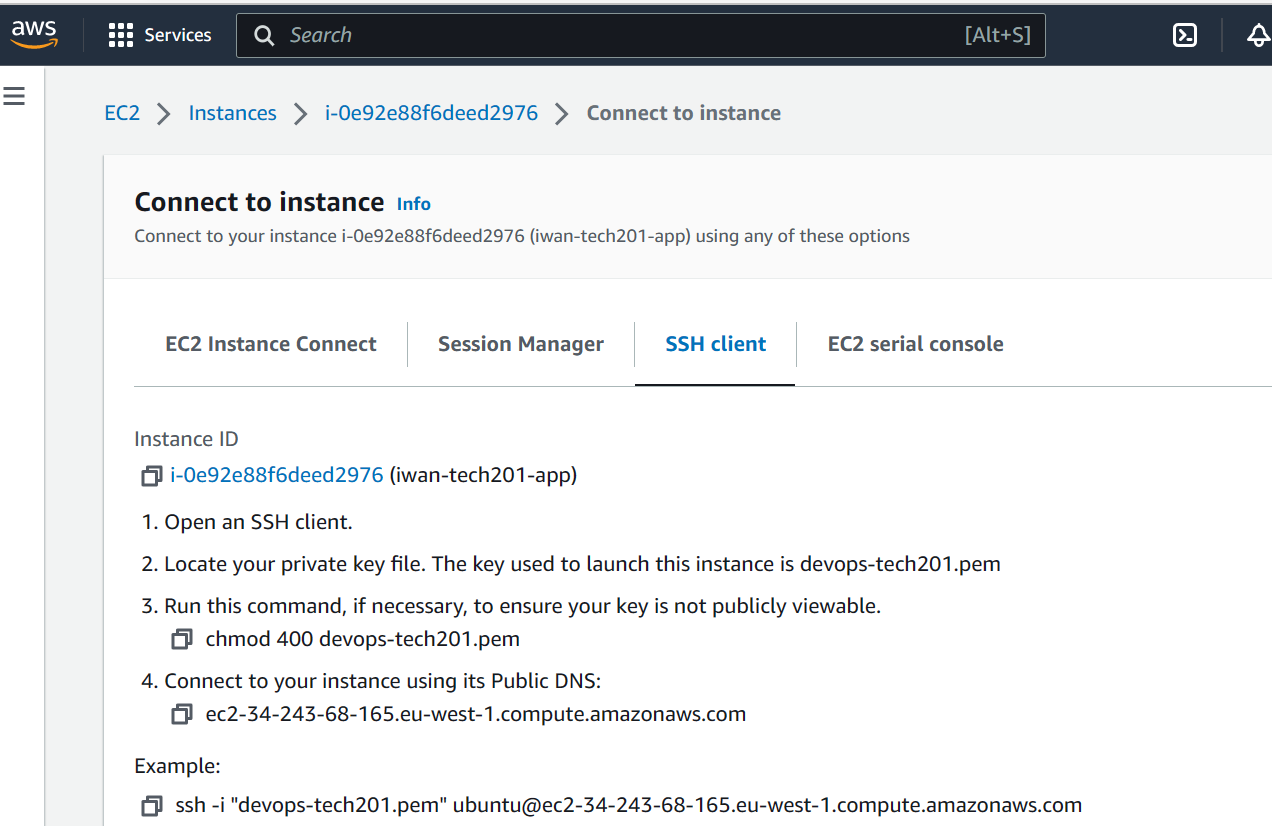 aws Services Search [Alt+S]
EC2 Instances i-0e92e88f6deed2976 Connect to instance
Connect to instance Info
Connect to your instance i-0e92e88f6deed2976 (iwan-tech201-app) using any of these options
EC2 Instance Connect Session Manager SSH client EC2 serial console
Instance ID
i-0e92e88f6deed2976 (iwan-tech201-app)
1. Open an SSH client.
2. Locate your private key file. The key used to launch this instance is devops-tech201.pem
3. Run this command, if necessary, to ensure your key is not publicly viewable.
chmod 400 devops-tech201.pem
4. Connect to your instance using its Public DNS:
ec2-34-243-68-165.eu-west-1.compute.amazonaws.com
Example:
ssh -i "devops-tech201.pem" ubuntu@ec2-34-243-68-165.eu-west-1.compute.amazonaws.com